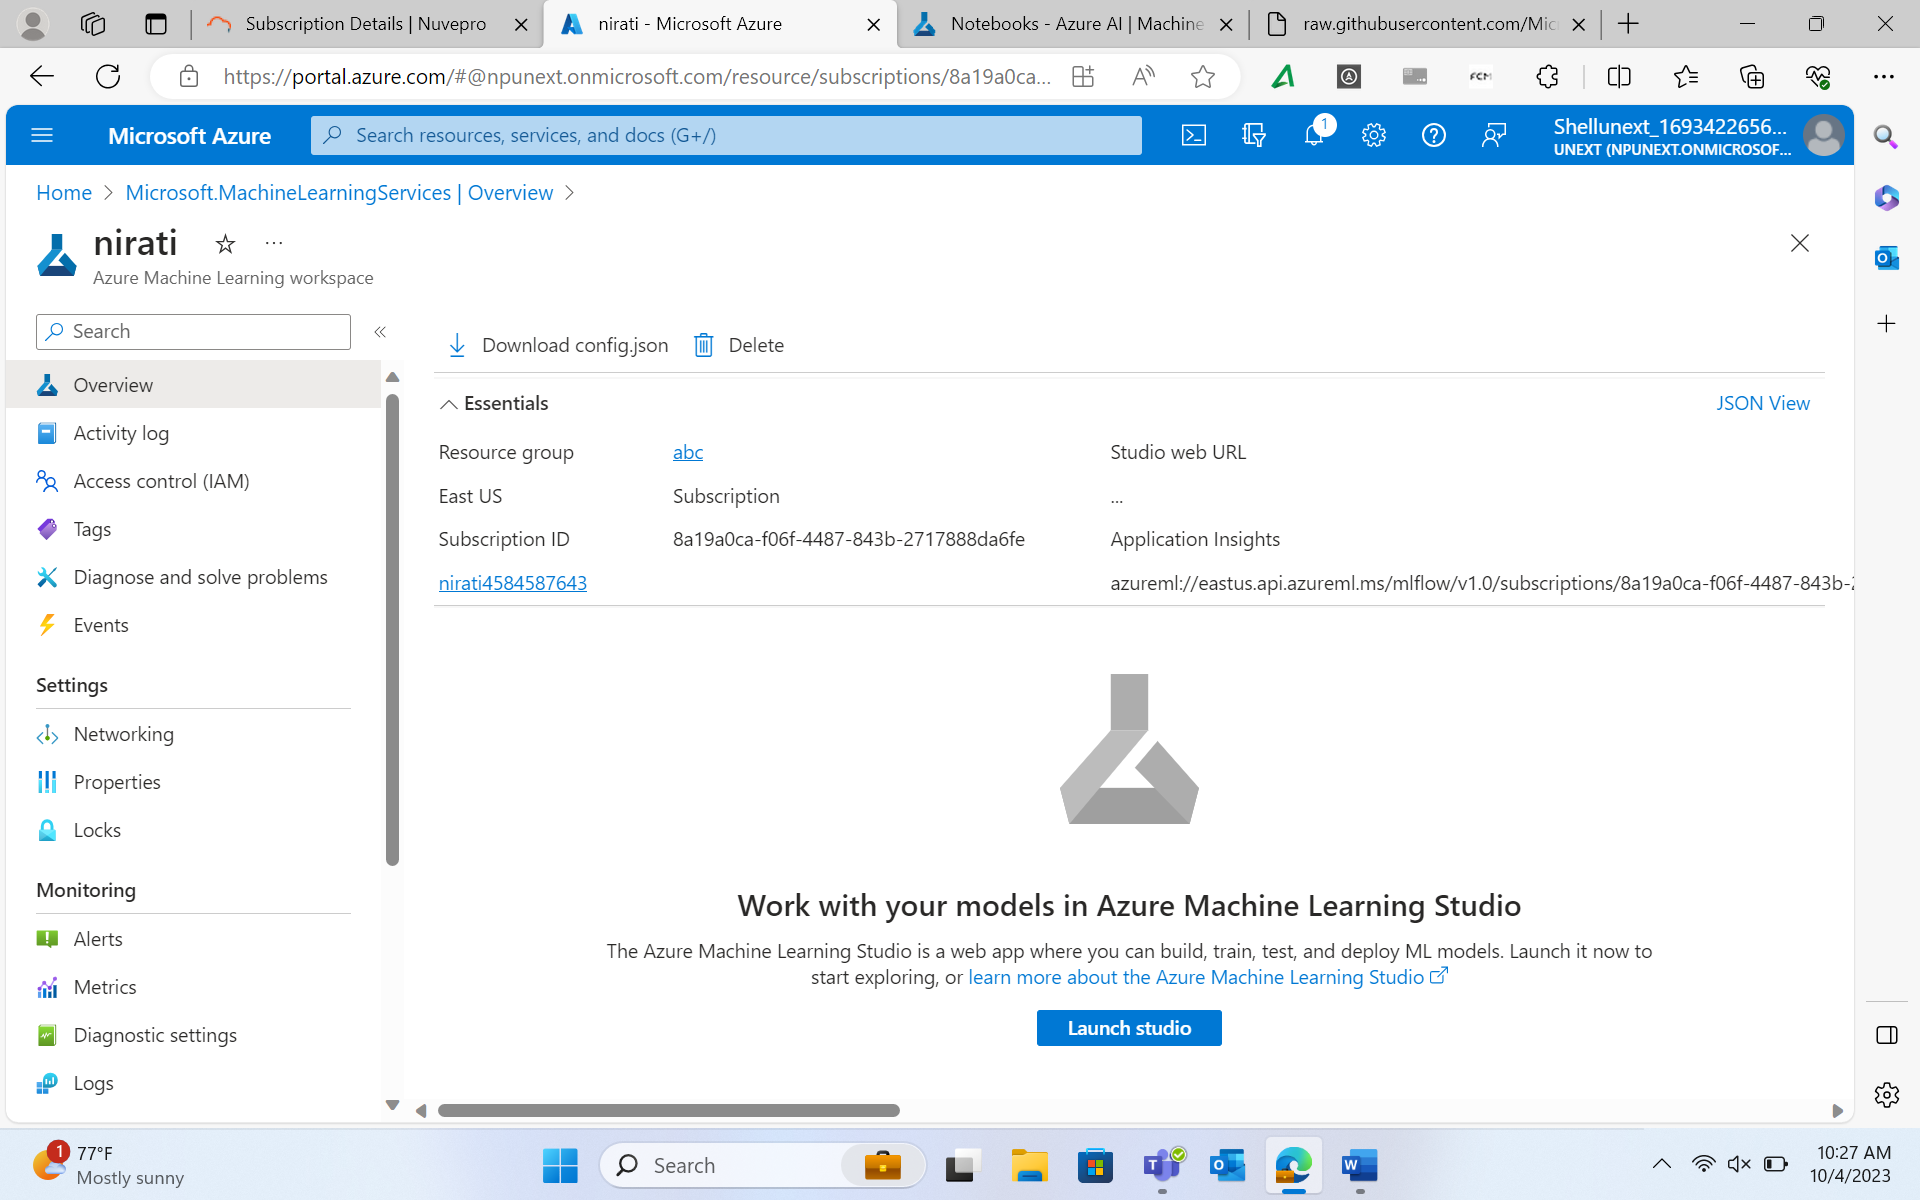 Subscription Details | Nuvepro
nirati - Microsoft Azure
Notebooks - Azure AI | Machine
raw.githubusercontent.com/Mic
https://portal.azure.com/#@npunext.onmicrosoft.com/resource/subscriptions/8a19a0ca...
FCM
Microsoft Azure
Search resources, services, and docs (G+/)
1
Shellunext_1693422656...
UNEXT (NPUNEXT.ONMICROSOF...
Home > Microsoft.MachineLearningServices | Overview >
nirati
Azure Machine Learning workspace
Search
Download config.json
Delete
Overview
Activity log
Access control (IAM)
Tags
Diagnose and solve problems
Events
Settings
Networking
Properties
Locks
Monitoring
Alerts
Metrics
Diagnostic settings
Logs
Essentials
JSON View
Resource group
abc
Studio web URL
East US
Subscription
...
Subscription ID
8a19a0ca-f06f-4487-843b-2717888da6fe
Application Insights
nirati4584587643
azureml://eastus.api.azureml.ms/mlflow/v1.0/subscriptions/8a19a0ca-f06f-4487-843b-2
Work with your models in Azure Machine Learning Studio
The Azure Machine Learning Studio is a web app where you can build, train, test, and deploy ML models. Launch it now to
start exploring, or learn more about the Azure Machine Learning Studio
Launch studio
1
77°F
Mostly sunny
Search
10:27 AM
10/4/2023